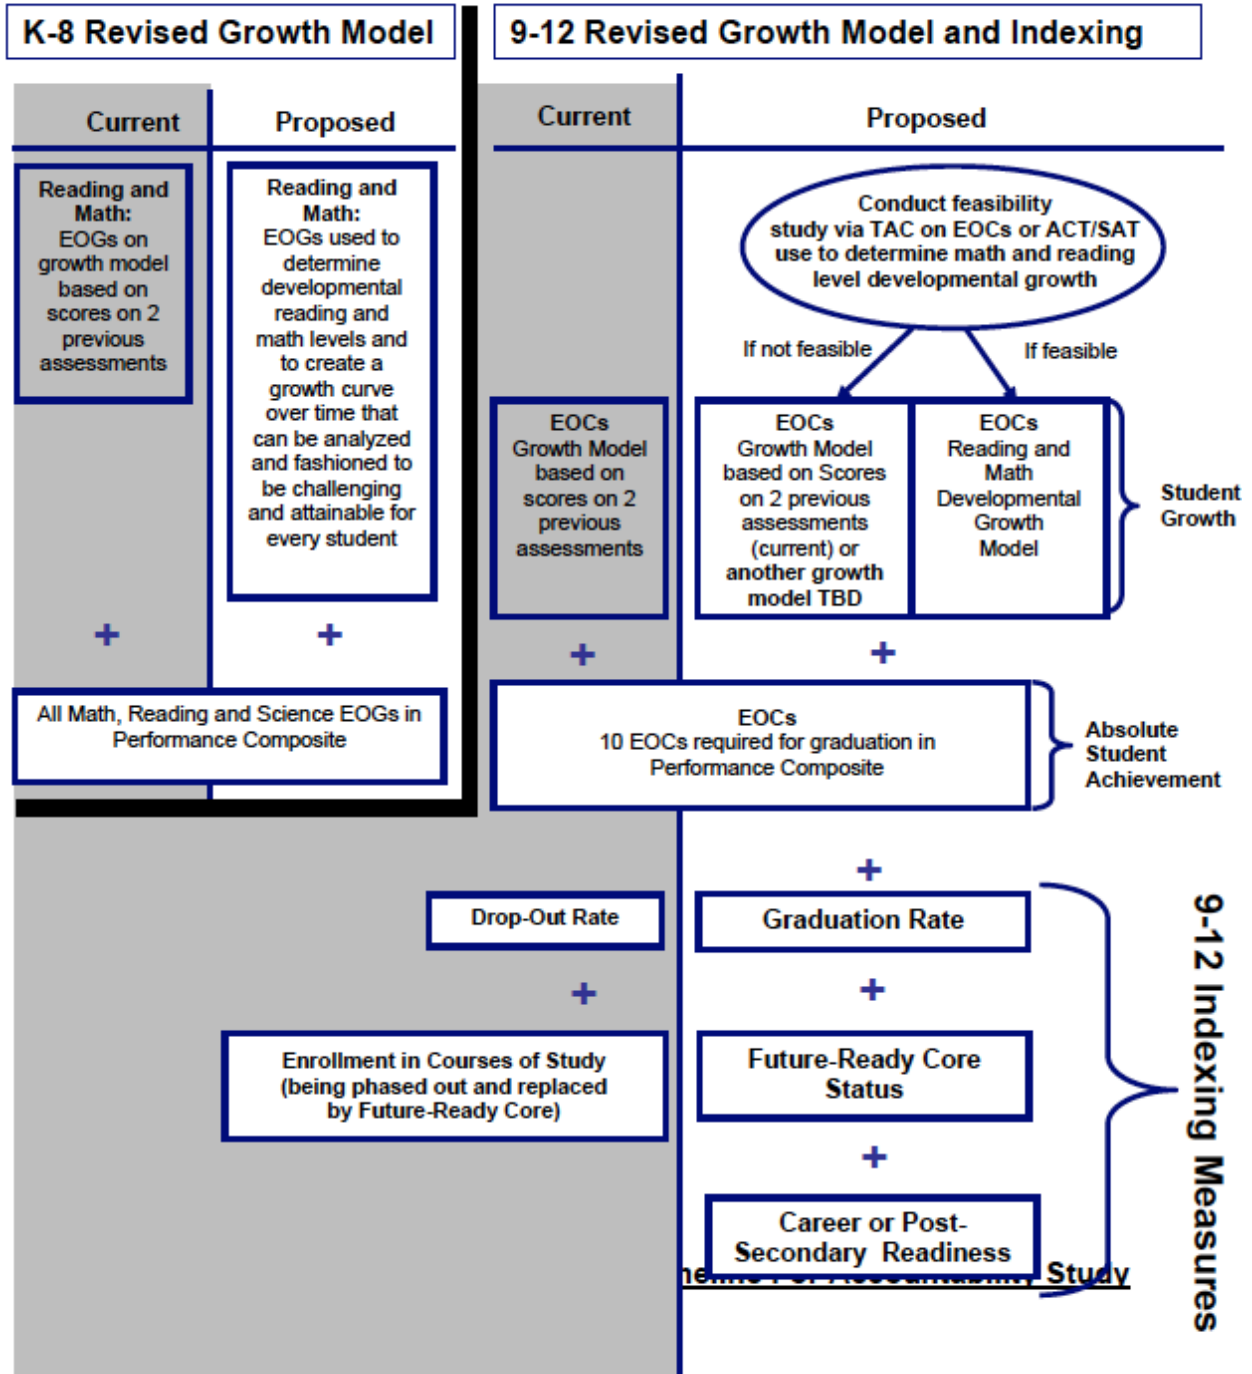 K-8 Revised Growth Model
9-12 Revised Growth Model and Indexing
Current
Proposed
Current
Proposed
Reading and
Math:
EOGs on
growth model
based on
scores on 2
previous
assessments
Reading and
Math:
EOGs used to
determine
developmental
reading and
math levels and
to create a
growth curve
over time that
can be analyzed
and fashioned to
be challenging
and attainable for
every student
Conduct feasibility
study via TAC on EOCs or ACT/SAT
use to determine math and reading
level developmental growth
If not feasible
If feasible
EOCs
Growth Model
based on
scores on 2
previous
assessments
EOCs
Growth Model
based on Scores
on 2 previous
assessments
(current) or
another growth
model TBD
EOCs
Reading and
Math
Developmental
Growth
Model
Student
Growth
+
+
+
+
All Math, Reading and Science EOGs in
Performance Composite
EOCs
10 EOCs required for graduation in
Performance Composite
Absolute
Student
Achievement
+
Drop-Out Rate
Graduation Rate
+
+
Enrollment in Courses of Study
(being phased out and replaced
by Future-Ready Core)
Future-Ready Core
Status
+
Career or Post-
Secondary Readiness
9-12 Indexing Measures
Study